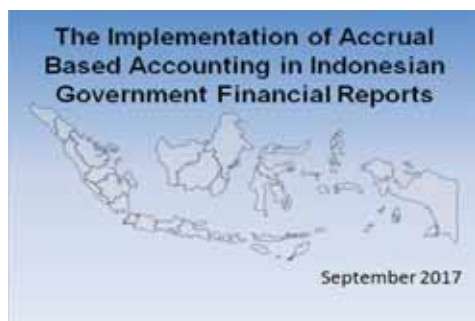 The Implementation of Accrual
Based Accounting in Indonesian
Government Financial Reports
September 2017